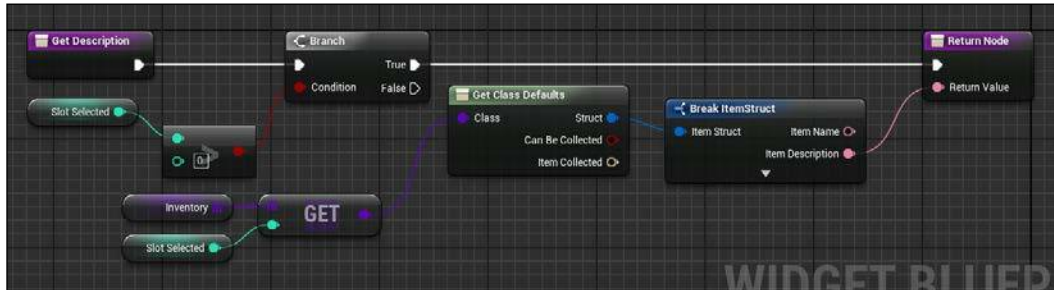 Get Description
Branch
Return Node
True
Condition
False
Return Value
Slot Selected
Get Class Defaults
Class
Struct
Can Be Collected
Item Collected
Break ItemStruct
Item Struct
Item Name
Item Description
>
0
Inventory
GET
Slot Selected
WIDGET BLUEP